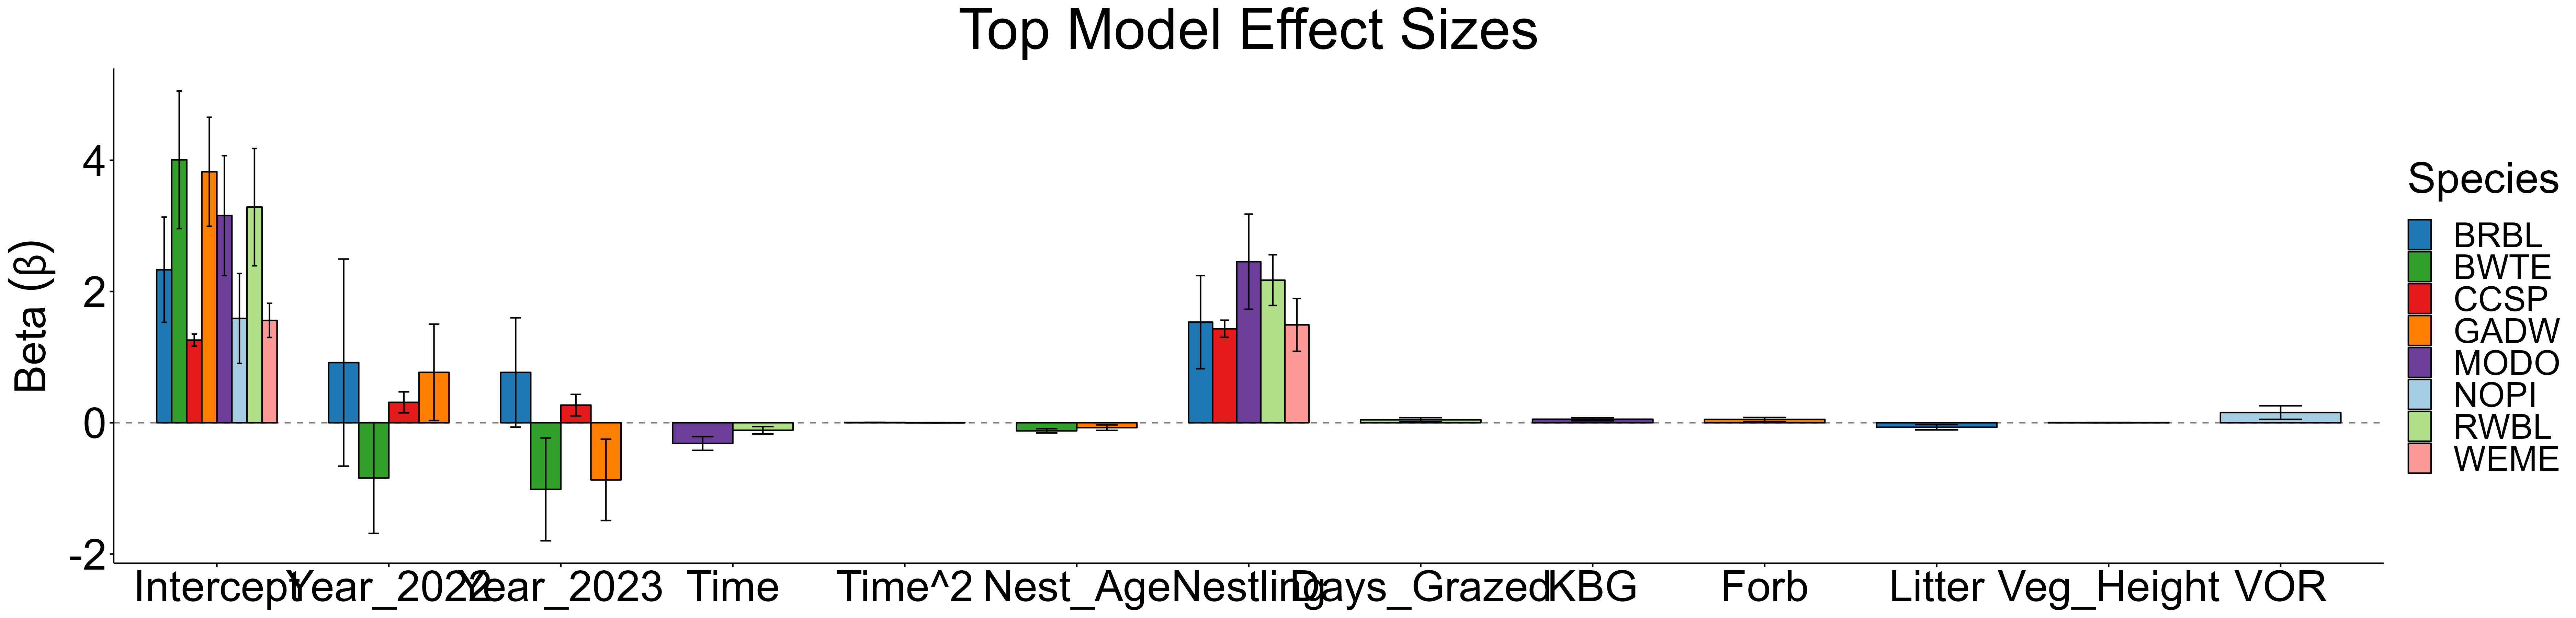 Top Model Effect Sizes
Beta (β)
4
2
0
-2
Intercept
Year_2022
Year_2023
Time
Time^2
Nest_Age
Nestling
Days_Grazed
KBG
Forb
Litter
Veg_Height
VOR
Species
BRBL
BWTE
CCSP
GADW
MODO
NOPI
RWBL
WEME